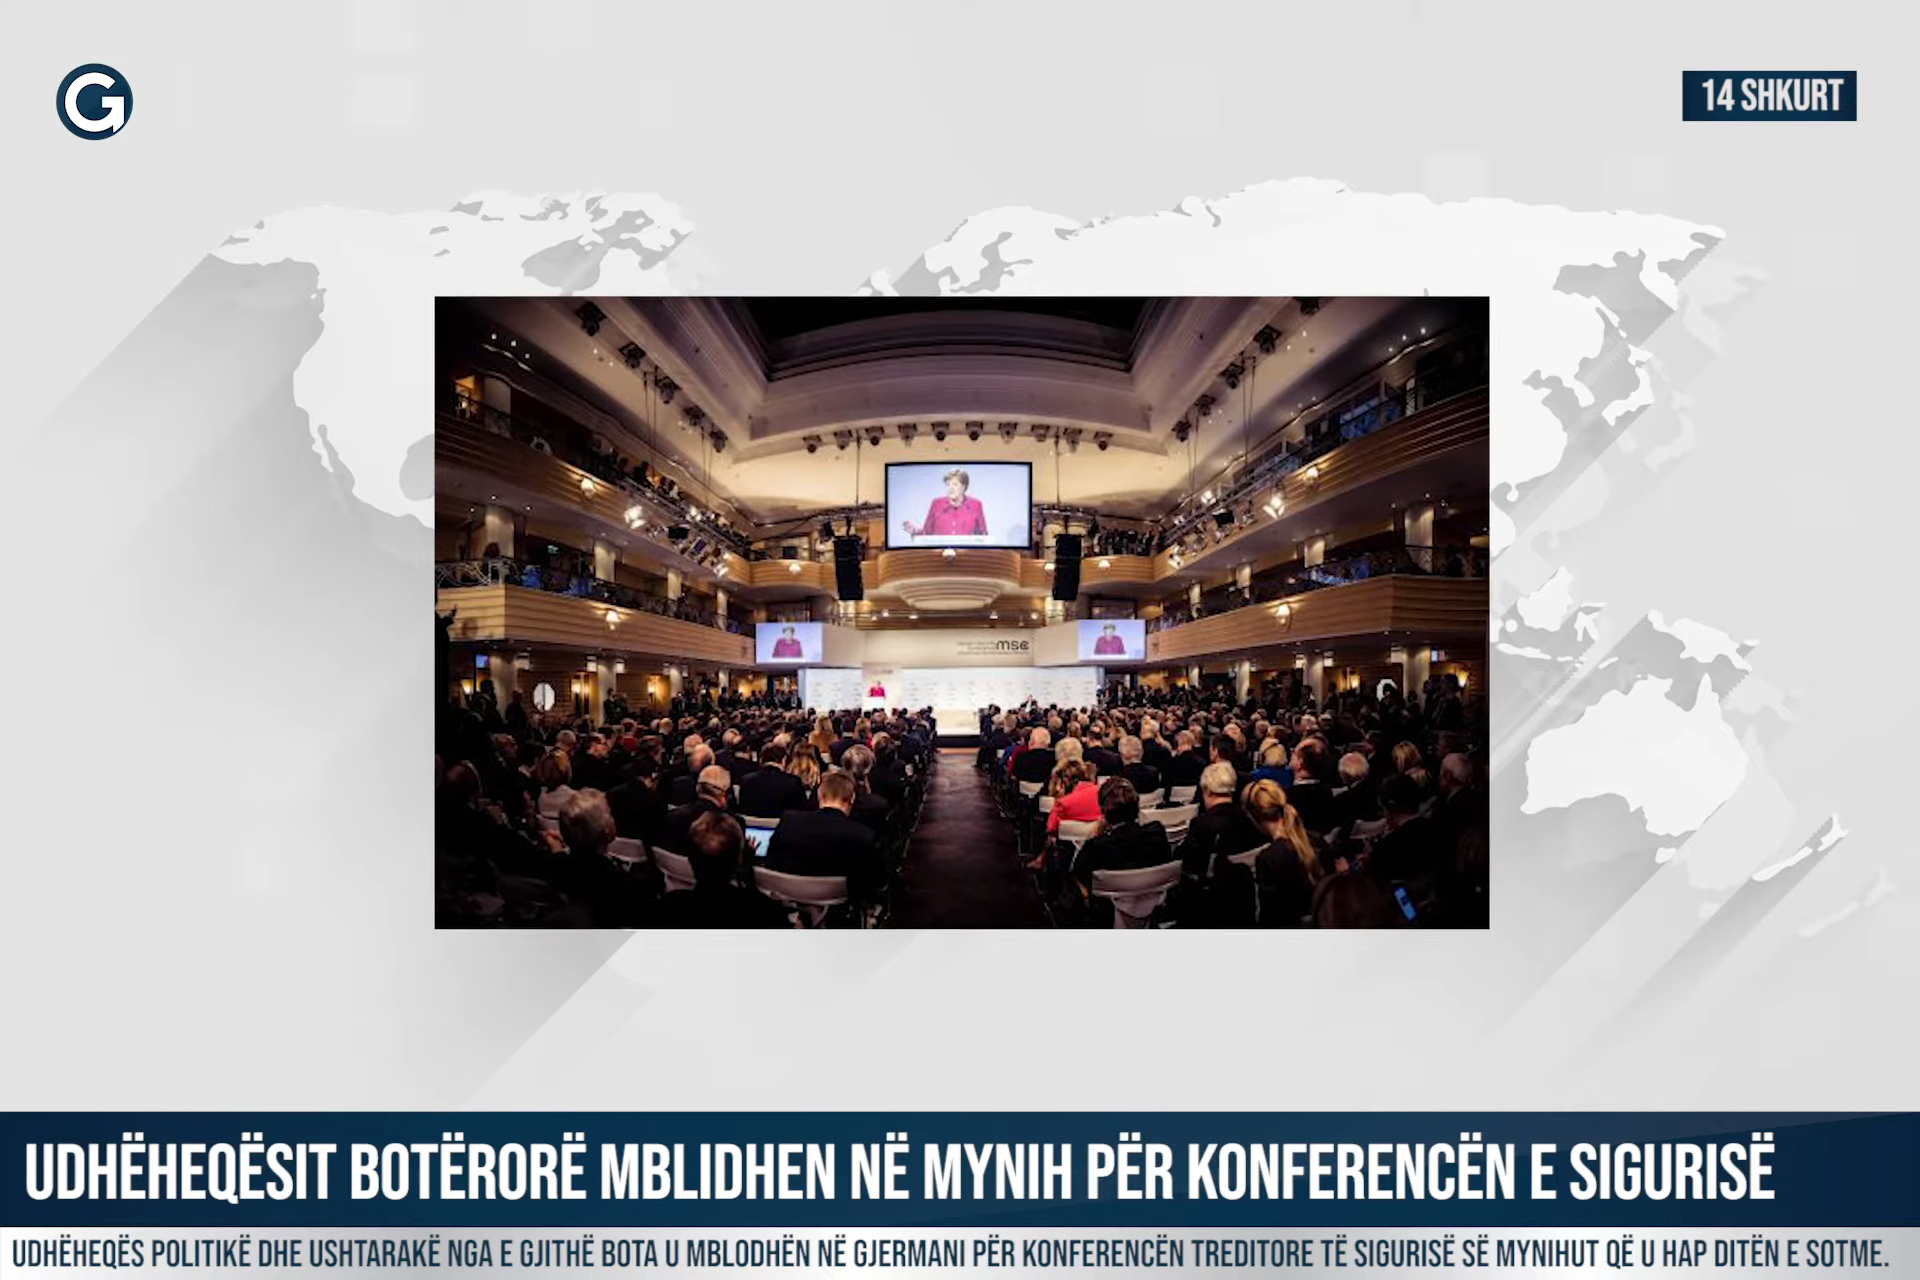 G
14 SHKURT
msc
UDHËHEQËSIT BOTËRORË MBLIDHEN NË MYNIH PËR KONFERENCËN E SIGURISË
UDHËHEQËS POLITIKË DHE USHTARAKË NGA E GJITHË BOTA U MBLODHËN NË GJERMANI PËR KONFERENCËN TREDITORE TË SIGURISË SË MYNIHUT QË U HAP DITËN E SOTME.